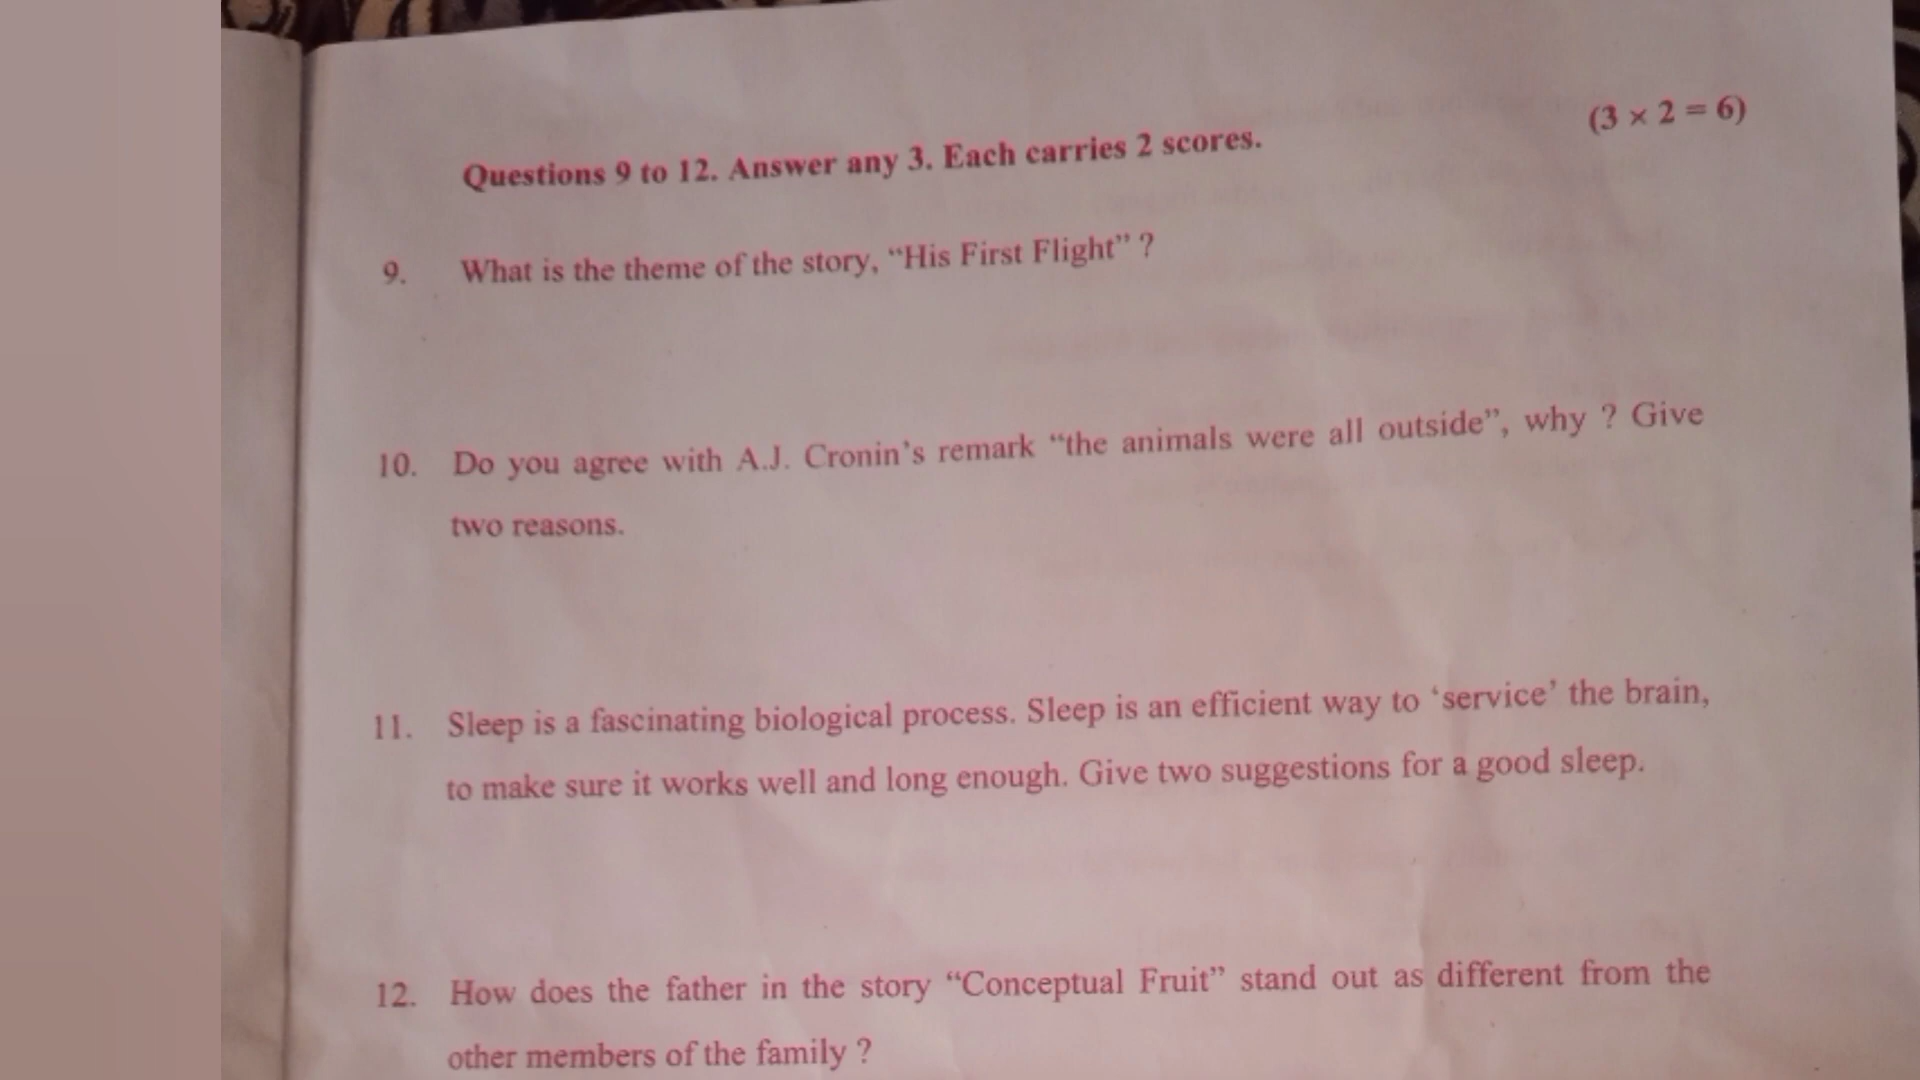 (3 × 2 = 6)
Questions 9 to 12. Answer any 3. Each carries 2 scores.
9. What is the theme of the story, “His First Flight” ?
10. Do you agree with A.J. Cronin’s remark “the animals were all outside”, why ? Give
two reasons.
11. Sleep is a fascinating biological process. Sleep is an efficient way to ‘service’ the brain,
to make sure it works well and long enough. Give two suggestions for a good sleep.
12. How does the father in the story “Conceptual Fruit” stand out as different from the
other members of the family ?